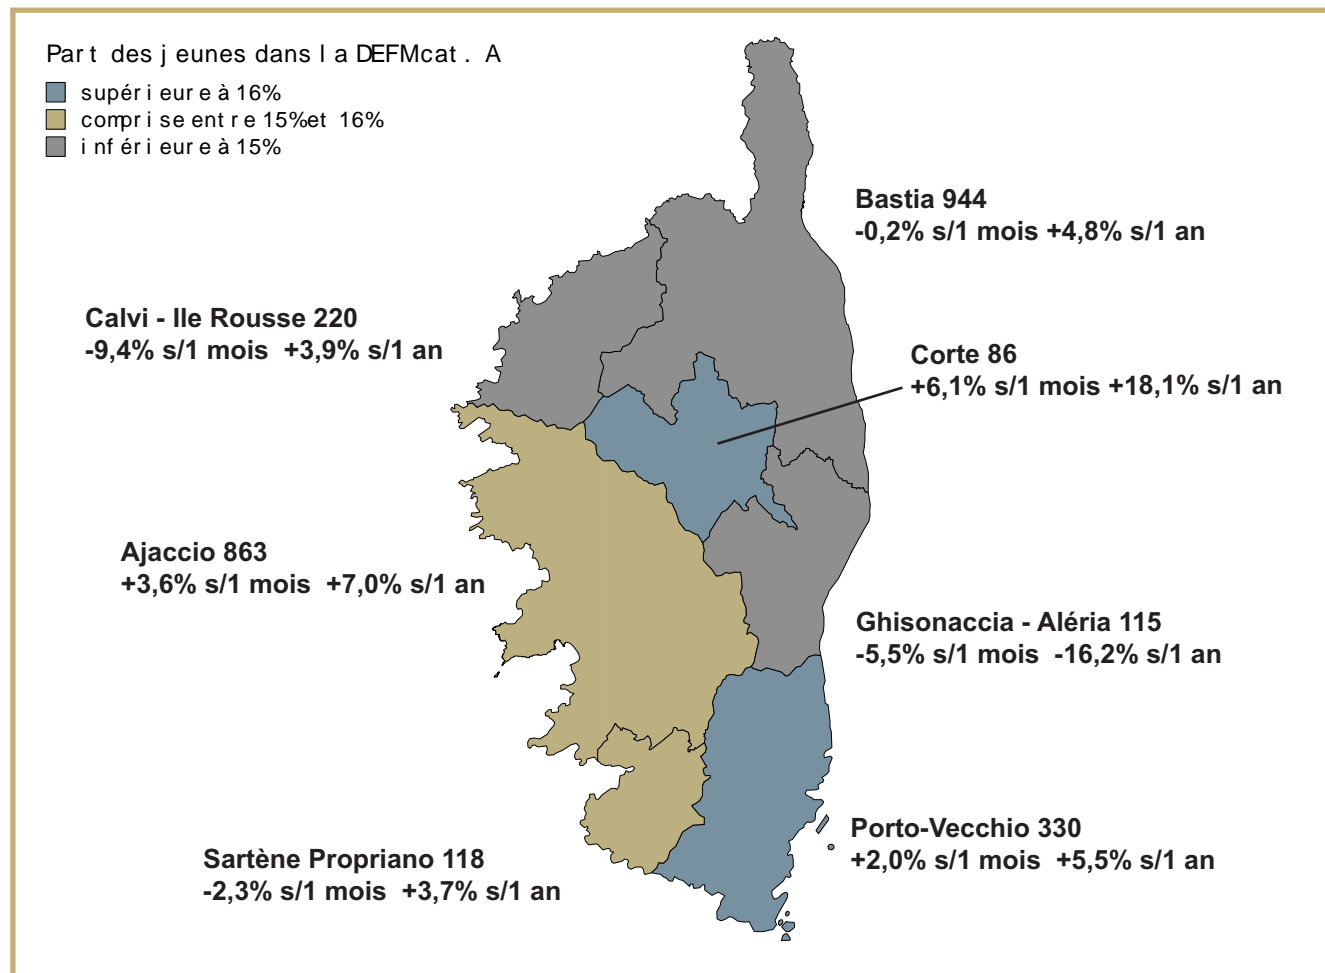 Part des jeunes dans la DEFM cat. A
supérieure à 16%
comprise entre 15% et 16%
inférieure à 15%
Bastia 944
-0,2% s/1 mois +4,8% s/1 an
Calvi - Ile Rousse 220
-9,4% s/1 mois +3,9% s/1 an
Corte 86
+6,1% s/1 mois +18,1% s/1 an
Ajaccio 863
+3,6% s/1 mois +7,0% s/1 an
Ghisonaccia - Aléria 115
-5,5% s/1 mois -16,2% s/1 an
Porto-Vecchio 330
+2,0% s/1 mois +5,5% s/1 an
Sartène Propriano 118
-2,3% s/1 mois +3,7% s/1 an